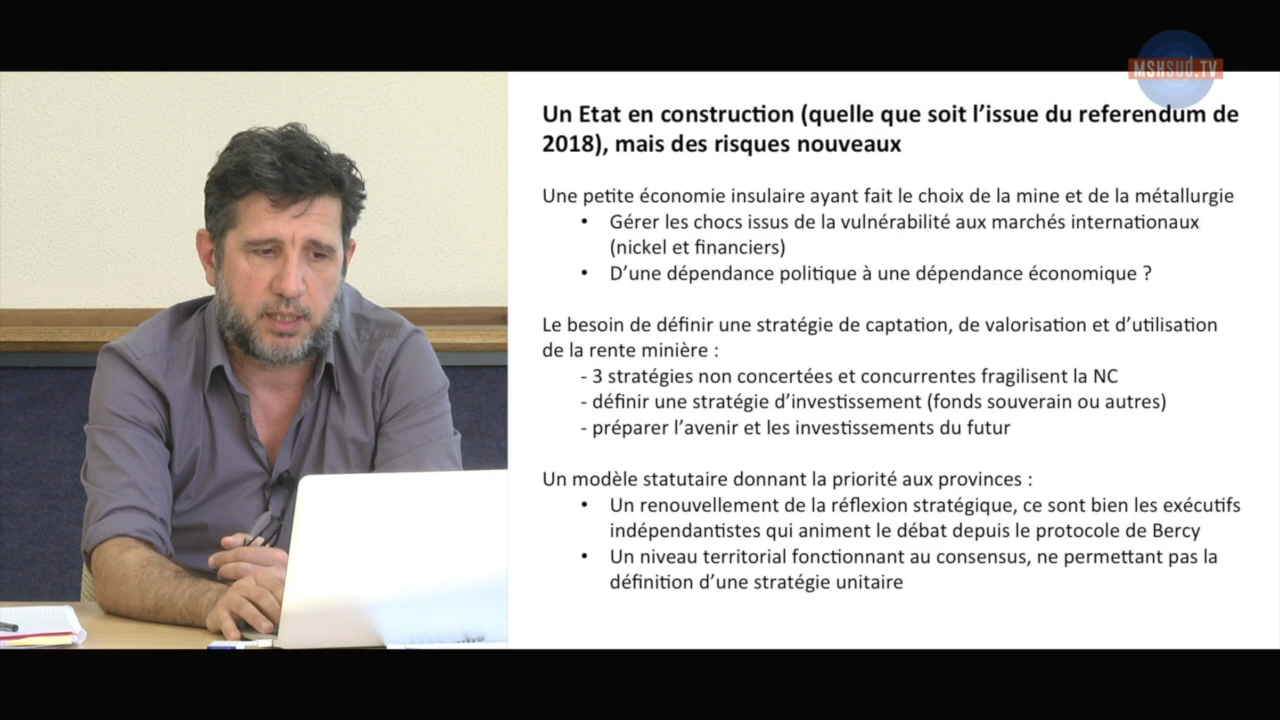 MSHSUD.TV
Un Etat en construction (quelle que soit l'issue du referendum de
2018), mais des risques nouveaux
Une petite économie insulaire ayant fait le choix de la mine et de la métallurgie
• Gérer les chocs issus de la vulnérabilité aux marchés internationaux
(nickel et financiers)
• D'une dépendance politique à une dépendance économique ?
Le besoin de définir une stratégie de captation, de valorisation et d'utilisation
de la rente minière :
- 3 stratégies non concertées et concurrentes fragilisent la NC
- définir une stratégie d'investissement (fonds souverain ou autres)
- préparer l'avenir et les investissements du futur
Un modèle statutaire donnant la priorité aux provinces :
• Un renouvellement de la réflexion stratégique, ce sont bien les exécutifs
indépendantistes qui animent le débat depuis le protocole de Bercy
• Un niveau territorial fonctionnant au consensus, ne permettant pas la
définition d'une stratégie unitaire